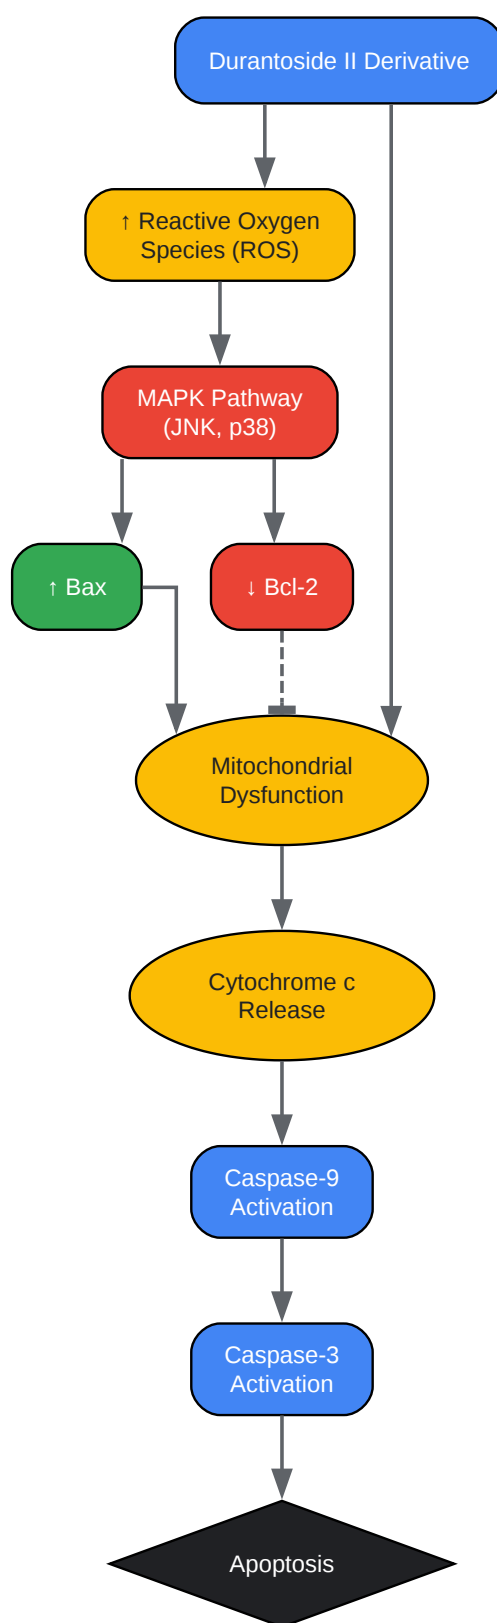 Durantoside II Derivative
↑ Reactive Oxygen
Species (ROS)
MAPK Pathway
(JNK, p38)
↑ Bax
↓ Bcl-2
Mitochondrial
Dysfunction
Cytochrome c
Release
Caspase-9
Activation
Caspase-3
Activation
Apoptosis